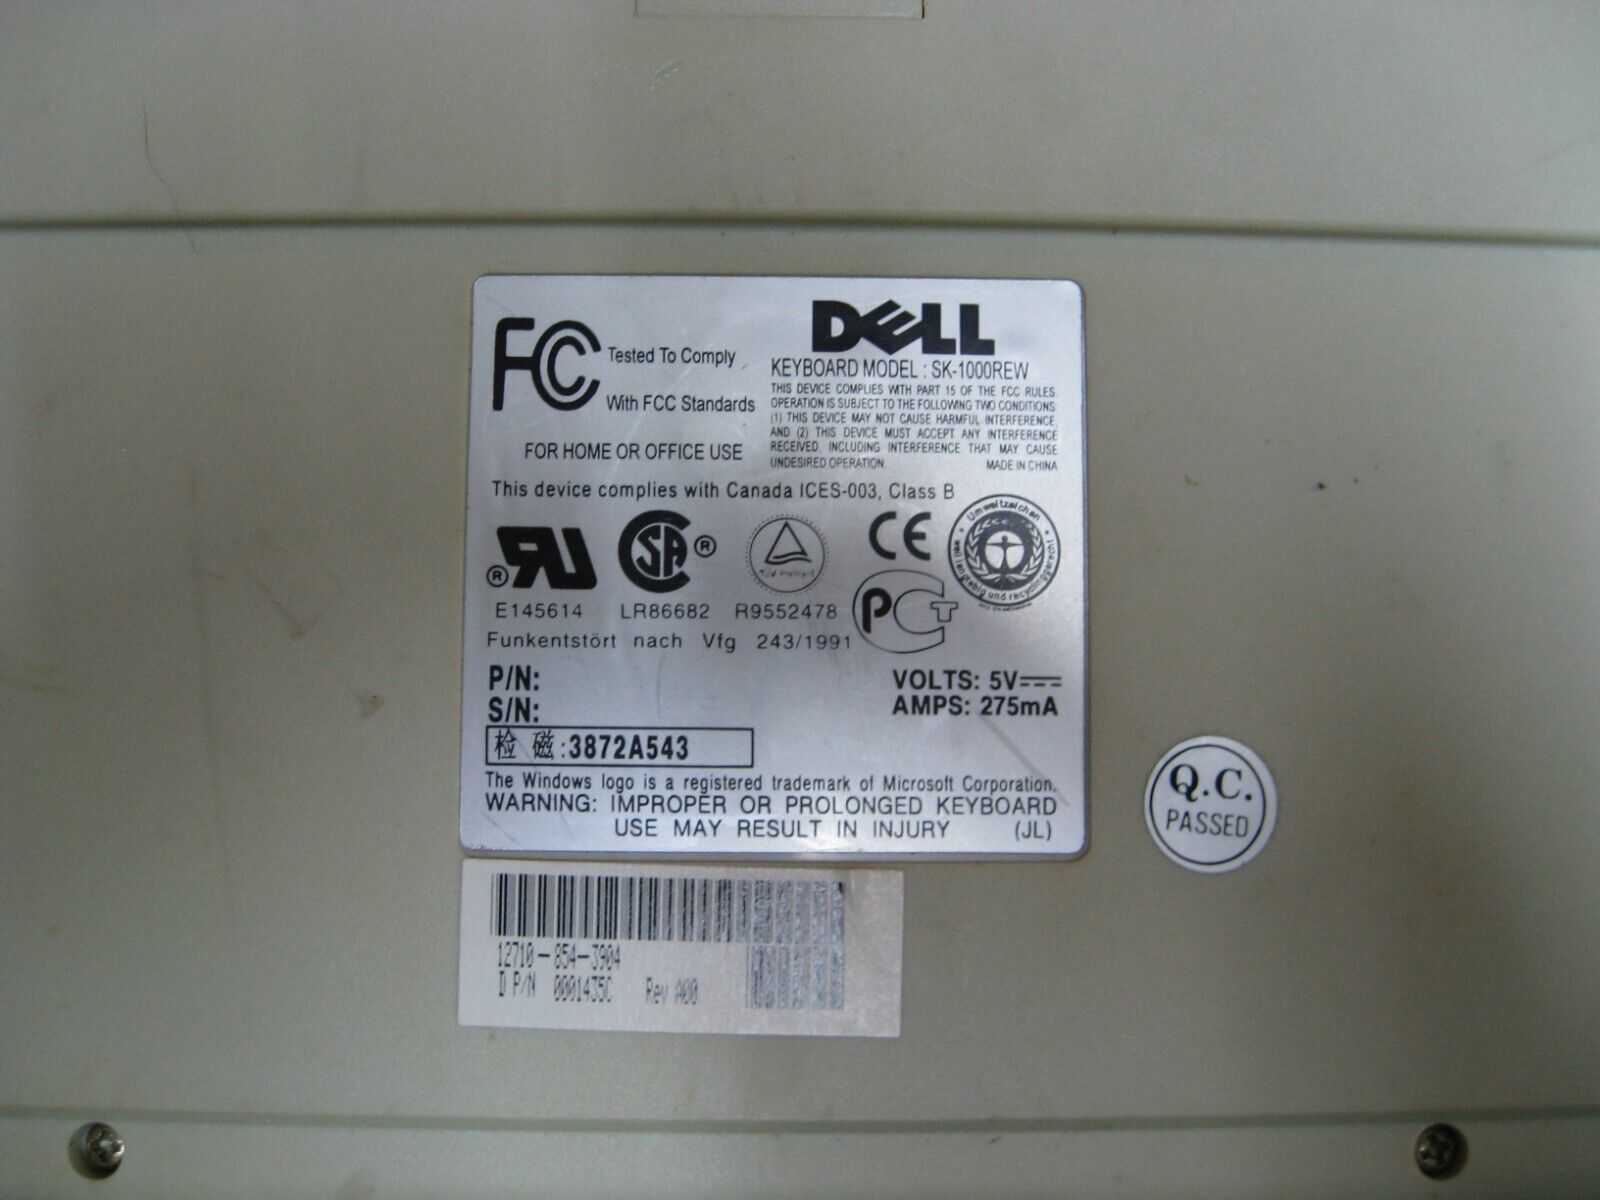 FC Tested To Comply
With FCC Standards
FOR HOME OR OFFICE USE
DELL
KEYBOARD MODEL : SK-1000REW
THIS DEVICE COMPLIES WITH PART 15 OF THE FCC RULES.
OPERATION IS SUBJECT TO THE FOLLOWING TWO CONDITIONS:
(1) THIS DEVICE MAY NOT CAUSE HARMFUL INTERFERENCE,
AND (2) THIS DEVICE MUST ACCEPT ANY INTERFERENCE
RECEIVED, INCLUDING INTERFERENCE THAT MAY CAUSE
UNDESIRED OPERATION. MADE IN CHINA
This device complies with Canada ICES-003, Class B
® RU SA ® CE
Umweltzeichen
E145614 LR86682 R9552478
PCT
Funkentstört nach Vfg 243/1991
P/N:
S/N:
VOLTS: 5V
AMPS: 275mA
检 磁 : 3872A543
The Windows logo is a registered trademark of Microsoft Corporation.
WARNING: IMPROPER OR PROLONGED KEYBOARD
USE MAY RESULT IN INJURY (JL)
Q.C.
PASSED
12710-854-3904
D P/N 0001435C Rev A00